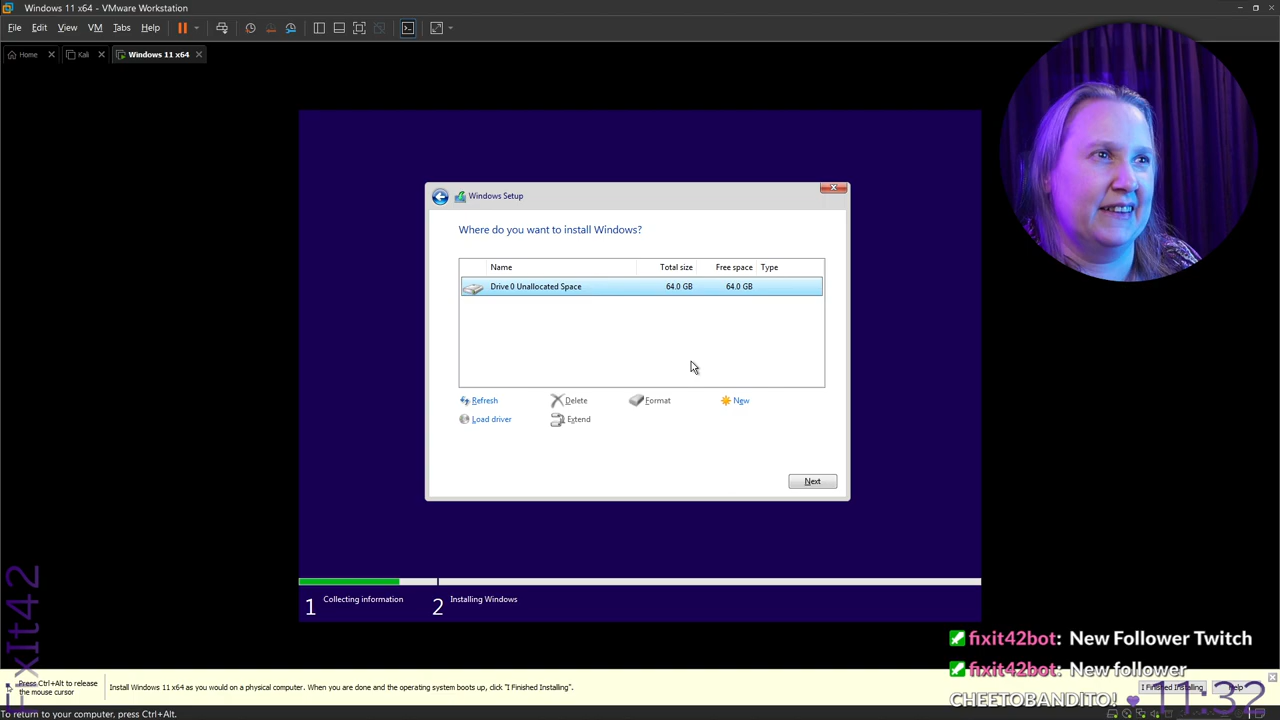 Windows 11 x64 - VMware Workstation
File Edit View VM Tabs Help
Home Kali Windows 11 x64
Windows Setup
Where do you want to install Windows?
Name Total size Free space Type
Drive 0 Unallocated Space 64.0 GB 64.0 GB
Refresh Delete Format New
Load driver Extend
Next
1 Collecting information 2 Installing Windows
FixIt42
fixit42bot: New Follower Twitch
fixit42bot: New follower
CHEETOBANDITO!
11:32
Press Ctrl+Alt to release
the mouse cursor
Install Windows 11 x64 as you would on a physical computer. When you are done and the operating system boots up, click "I Finished Installing".
I Finished Installing Help
To return to your computer, press Ctrl+Alt.